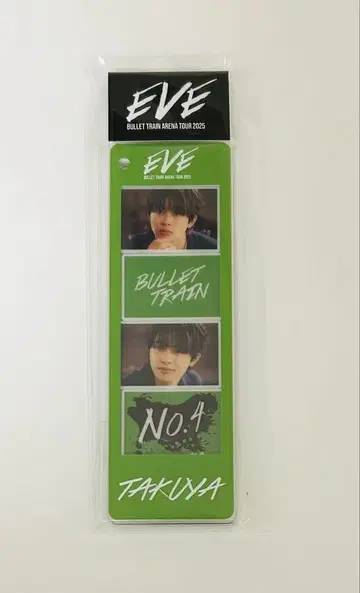 EVE
BULLET TRAIN ARENA TOUR 2025
EVE
BULLET TRAIN ARENA TOUR 2025
BULLET
TRAIN
No.4
TAKUYA